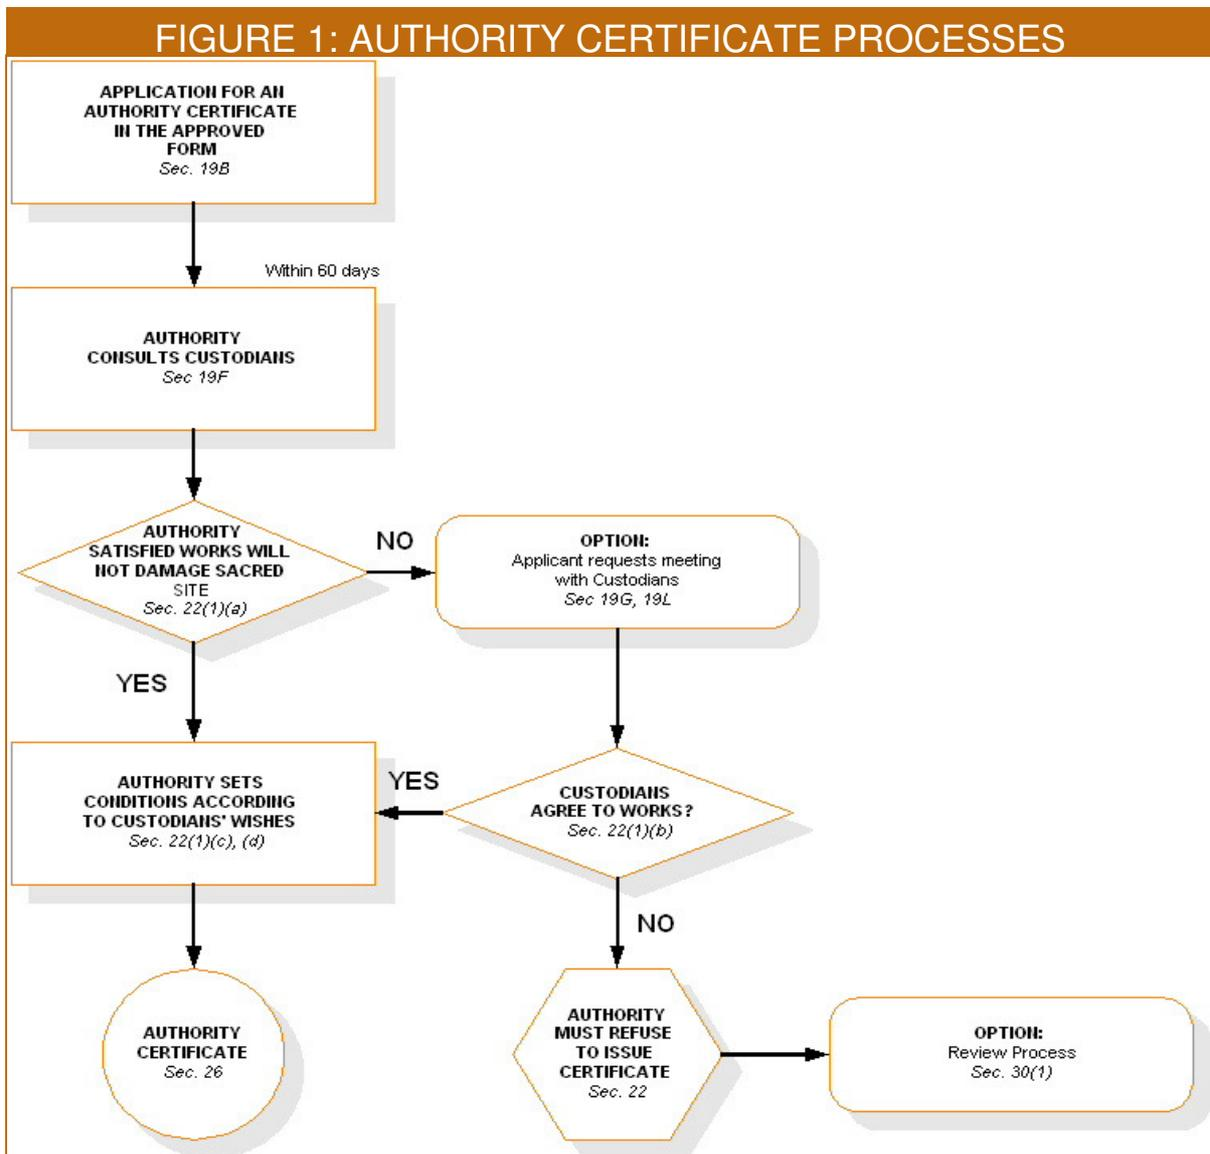 FIGURE 1: AUTHORITY CERTIFICATE PROCESSES
APPLICATION FOR AN
AUTHORITY CERTIFICATE
IN THE APPROVED
FORM
Sec. 19B
Within 60 days
AUTHORITY
CONSULTS CUSTODIANS
Sec 19F
AUTHORITY
SATISFIED WORKS WILL
NOT DAMAGE SACRED
SITE
Sec. 22(1)(a)
NO
OPTION:
Applicant requests meeting
with Custodians
Sec 19G, 19L
YES
AUTHORITY SETS
CONDITIONS ACCORDING
TO CUSTODIANS' WISHES
Sec. 22(1)(c), (d)
YES
CUSTODIANS
AGREE TO WORKS?
Sec. 22(1)(b)
NO
AUTHORITY
CERTIFICATE
Sec. 26
AUTHORITY
MUST REFUSE
TO ISSUE
CERTIFICATE
Sec. 22
OPTION:
Review Process
Sec. 30(1)